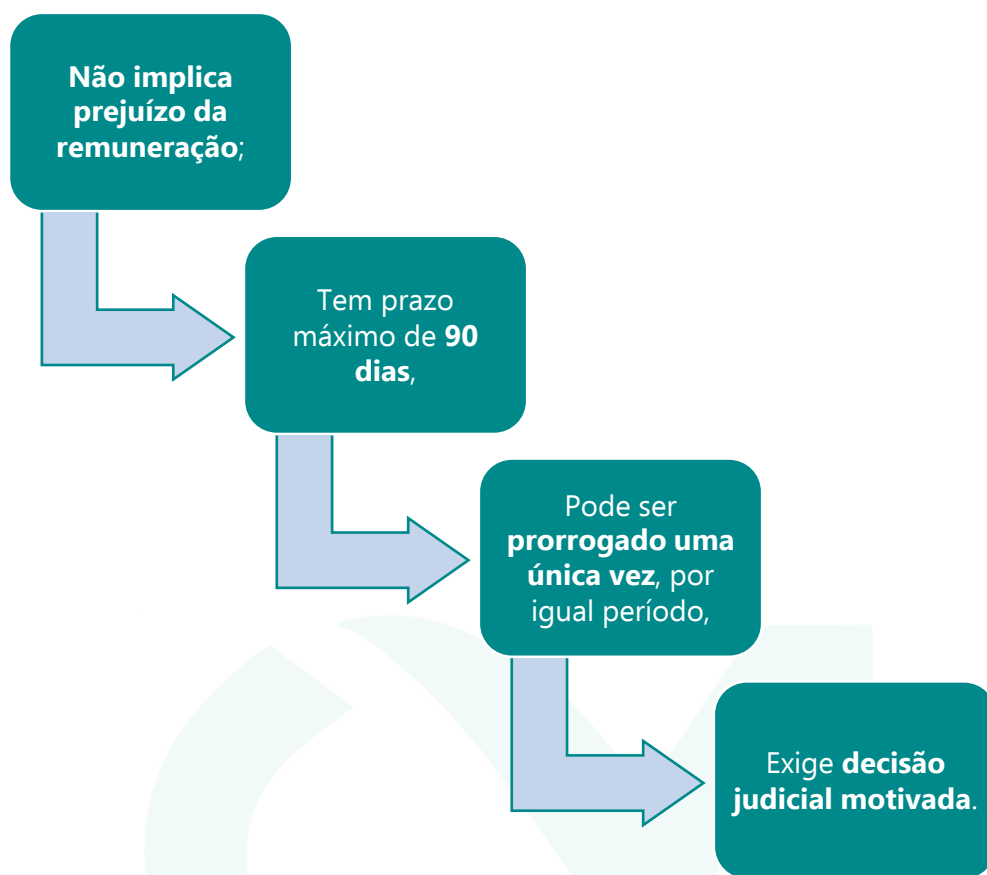 Não implica
prejuízo da
remuneração;
Tem prazo
máximo de 90
dias,
Pode ser
prorrogado uma
única vez, por
igual período,
Exige decisão
judicial motivada.